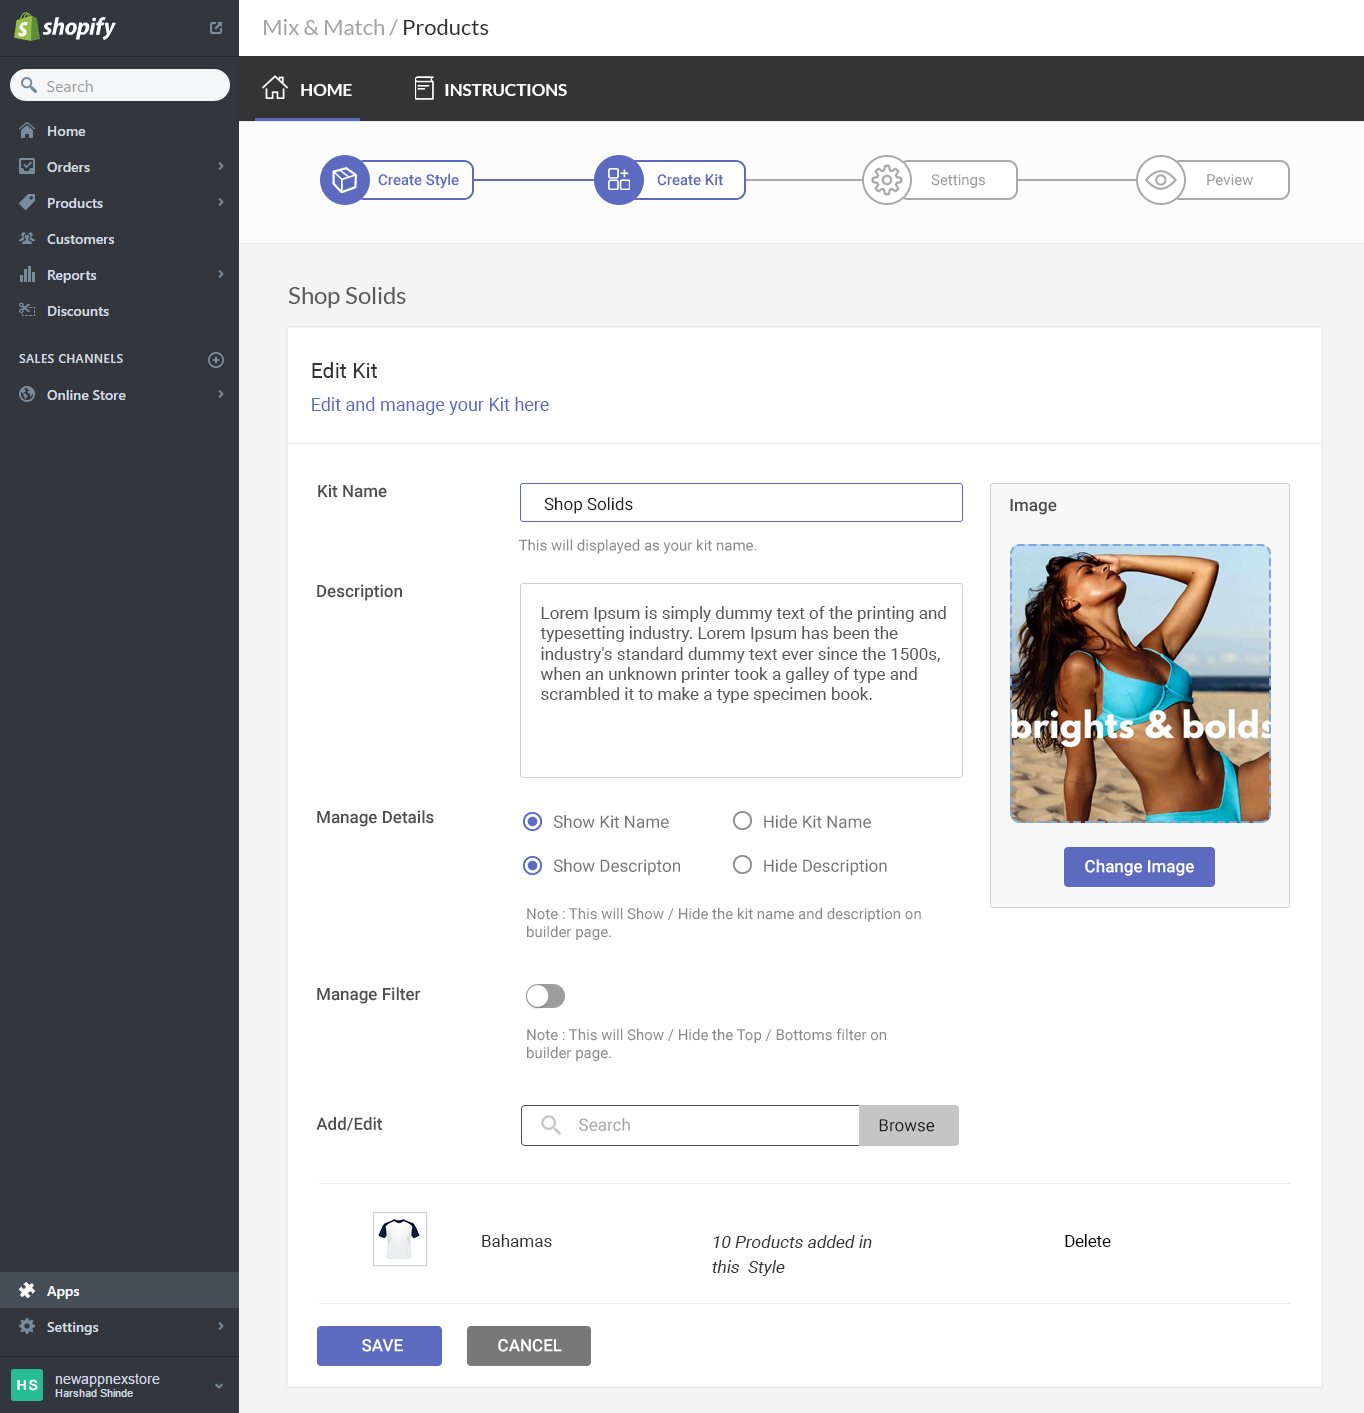 shopify
Mix & Match / Products
Search
HOME
INSTRUCTIONS
Home
Orders
Products
Customers
Reports
Discounts
SALES CHANNELS
Online Store
Create Style
Create Kit
Settings
Peview
Shop Solids
Edit Kit
Edit and manage your Kit here
Kit Name
Shop Solids
This will displayed as your kit name.
Image
brights & bolds
Change Image
Description
Lorem Ipsum is simply dummy text of the printing and
typesetting industry. Lorem Ipsum has been the
industry's standard dummy text ever since the 1500s,
when an unknown printer took a galley of type and
scrambled it to make a type specimen book.
Manage Details
Show Kit Name
Hide Kit Name
Show Descripton
Hide Description
Note : This will Show / Hide the kit name and description on
builder page.
Manage Filter
Note : This will Show / Hide the Top / Bottoms filter on
builder page.
Add/Edit
Search
Browse
Bahamas
10 Products added in
this Style
Delete
SAVE
CANCEL
Apps
Settings
HS
newappnexstore
Harshad Shinde